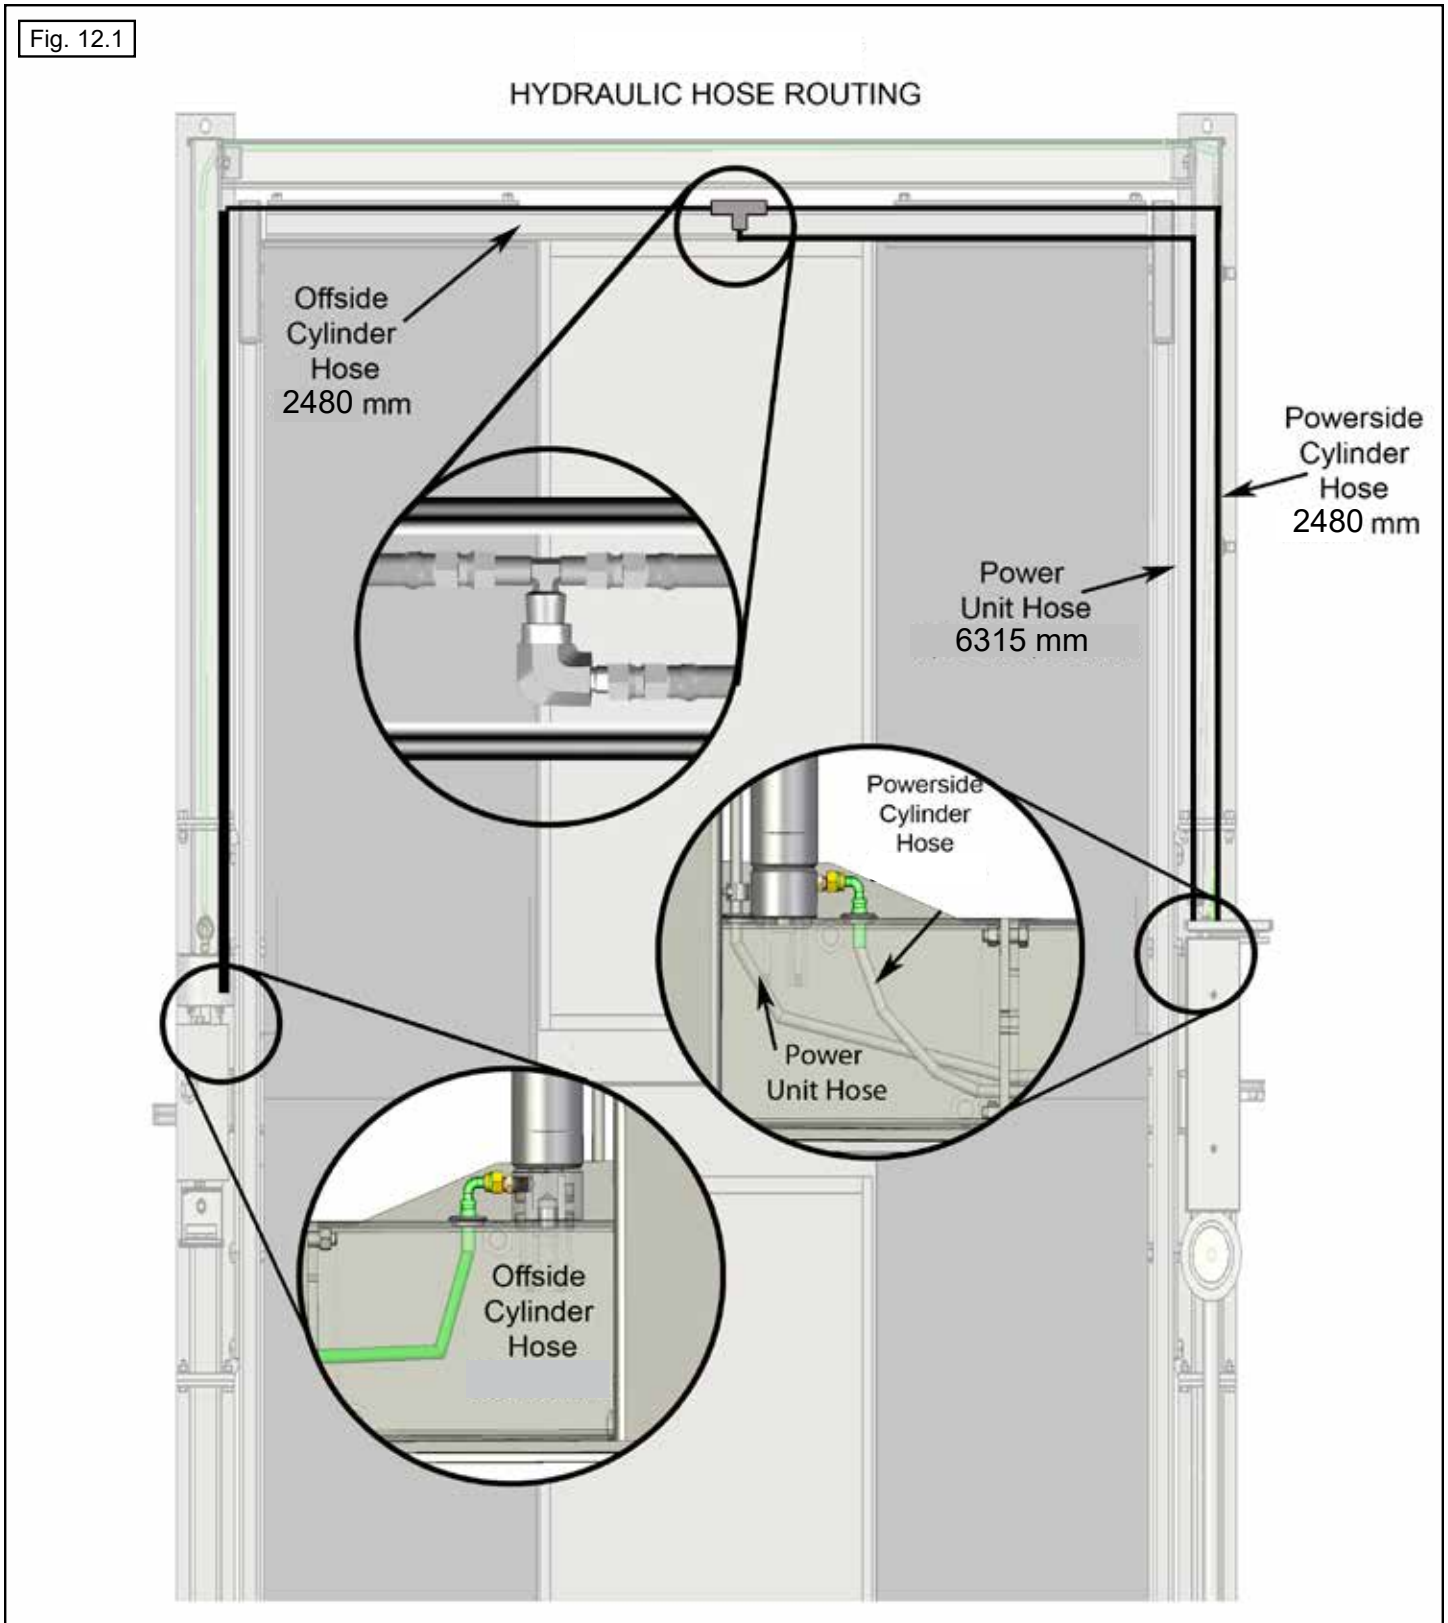 Fig. 12.1
HYDRAULIC HOSE ROUTING
Offside
Cylinder
Hose
2480 mm
Powerside
Cylinder
Hose
2480 mm
Power
Unit Hose
6315 mm
Powerside
Cylinder
Hose
Power
Unit Hose
Offside
Cylinder
Hose